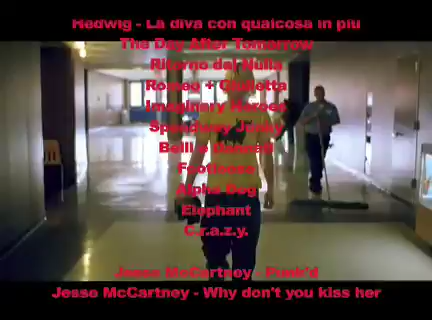 Hedwig - La diva con qualcosa in più
The Day After Tomorrow
Ritorno dal Nulla
Romeo + Giulietta
Imaginary Heroes
Speedway Junky
Belli e Dannati
Footloose
Alpha Dog
Elephant
C.r.a.z.y.
Jesse McCartney - Punk'd
Jesse McCartney - Why don't you kiss her